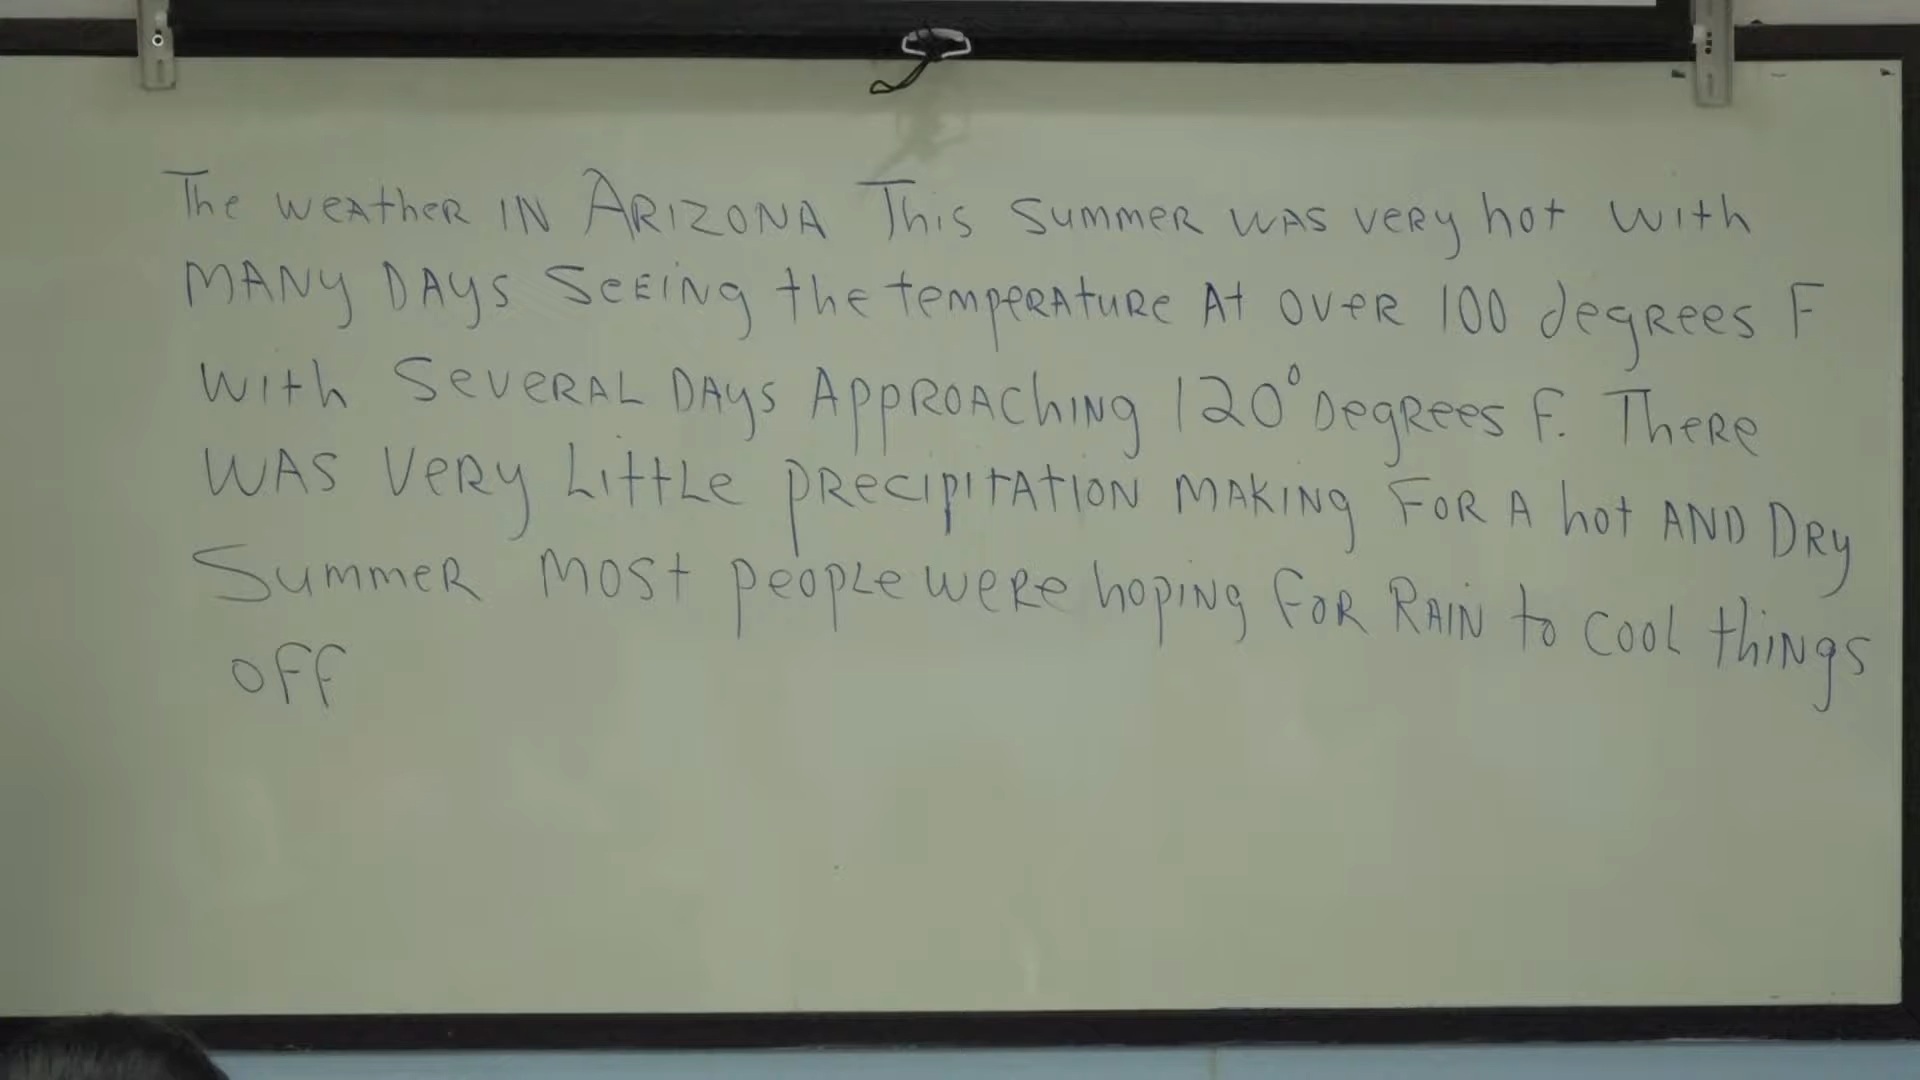 The weather in Arizona This summer was very hot with
many days seeing the temperature at over 100 degrees F
with several days approaching 120° Degrees F. There
was very little precipitation making for a hot and dry
summer most people were hoping for rain to cool things
off